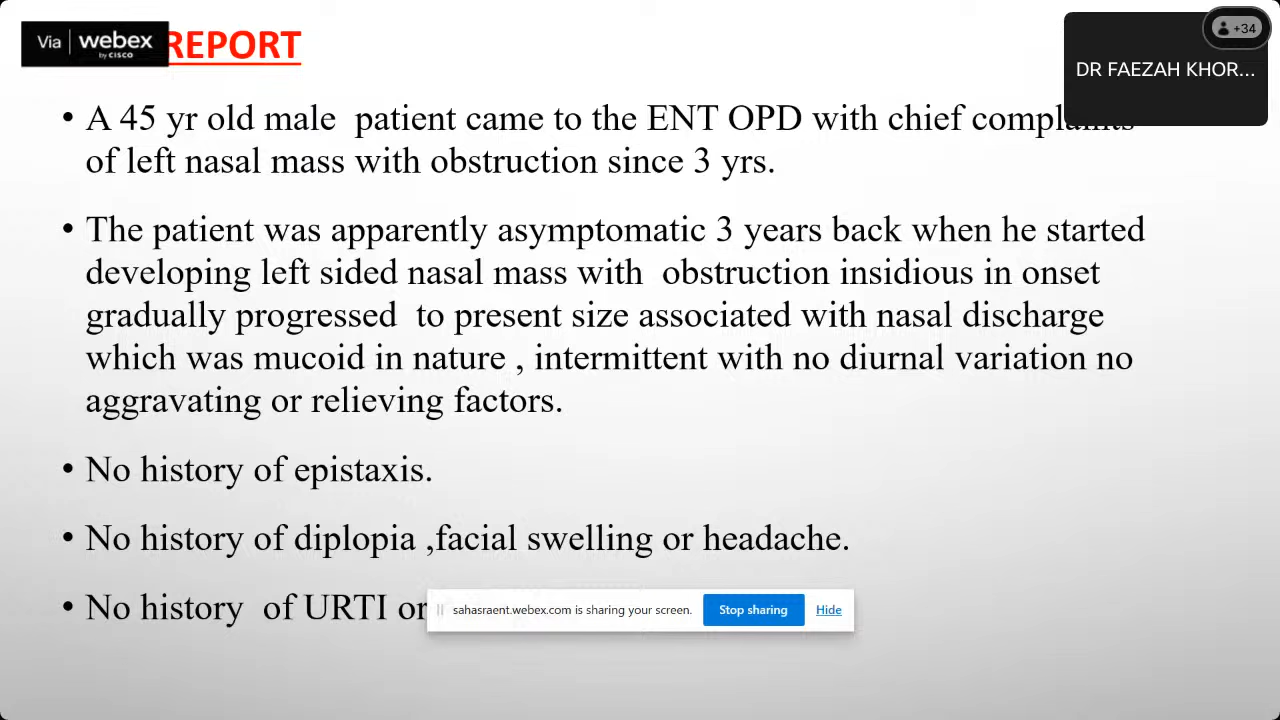 Via webex
by CISCO
REPORT
+34
DR FAEZAH KHOR...
• A 45 yr old male patient came to the ENT OPD with chief complaints
of left nasal mass with obstruction since 3 yrs.
• The patient was apparently asymptomatic 3 years back when he started
developing left sided nasal mass with obstruction insidious in onset
gradually progressed to present size associated with nasal discharge
which was mucoid in nature , intermittent with no diurnal variation no
aggravating or relieving factors.
• No history of epistaxis.
• No history of diplopia ,facial swelling or headache.
• No history of URTI or
sahasraent.webex.com is sharing your screen. Stop sharing Hide